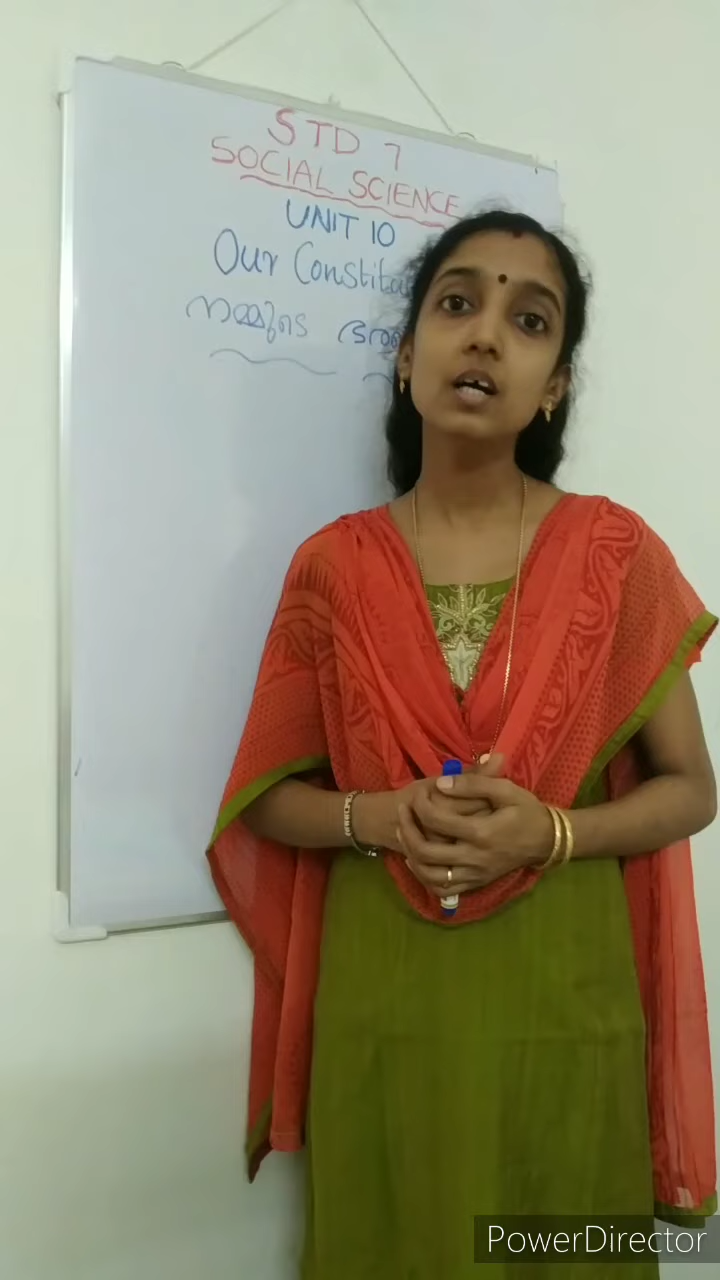 STD 7
SOCIAL SCIENCE
UNIT 10
Our
നമ്മുടെ
PowerDirector